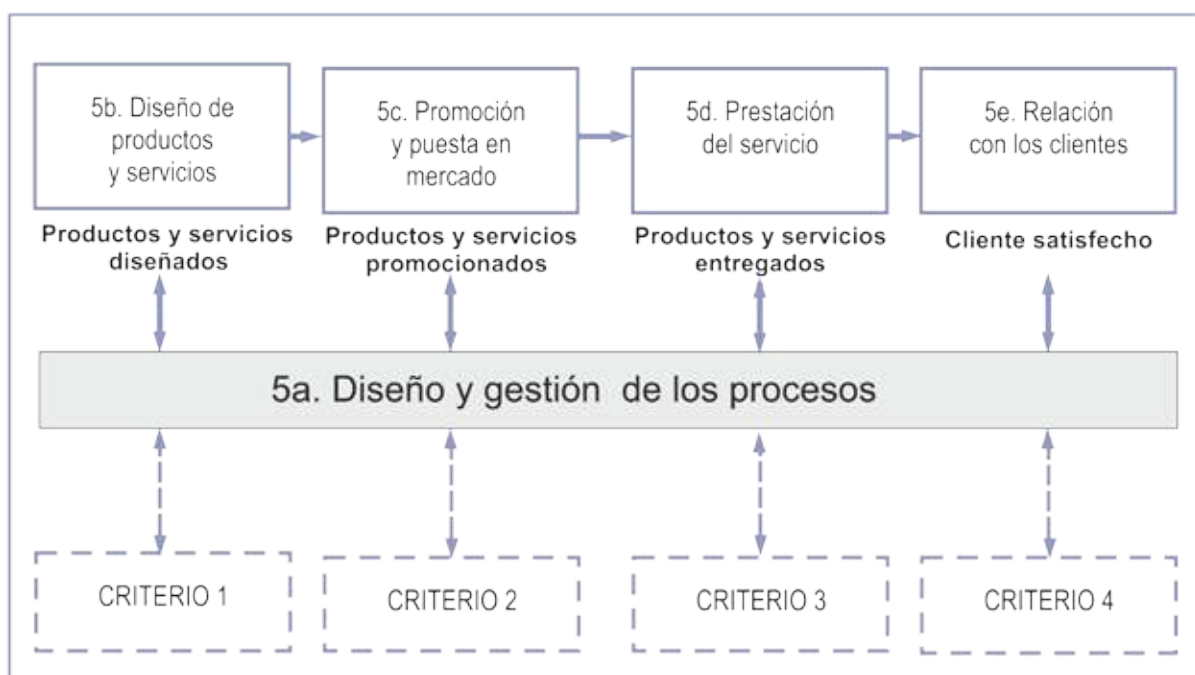 5b. Diseño de
productos
y servicios
5c. Promoción
y puesta en
mercado
5d. Prestación
del servicio
5e. Relación
con los clientes
Productos y servicios
diseñados
Productos y servicios
promocionados
Productos y servicios
entregados
Cliente satisfecho
5a. Diseño y gestión de los procesos
CRITERIO 1
CRITERIO 2
CRITERIO 3
CRITERIO 4